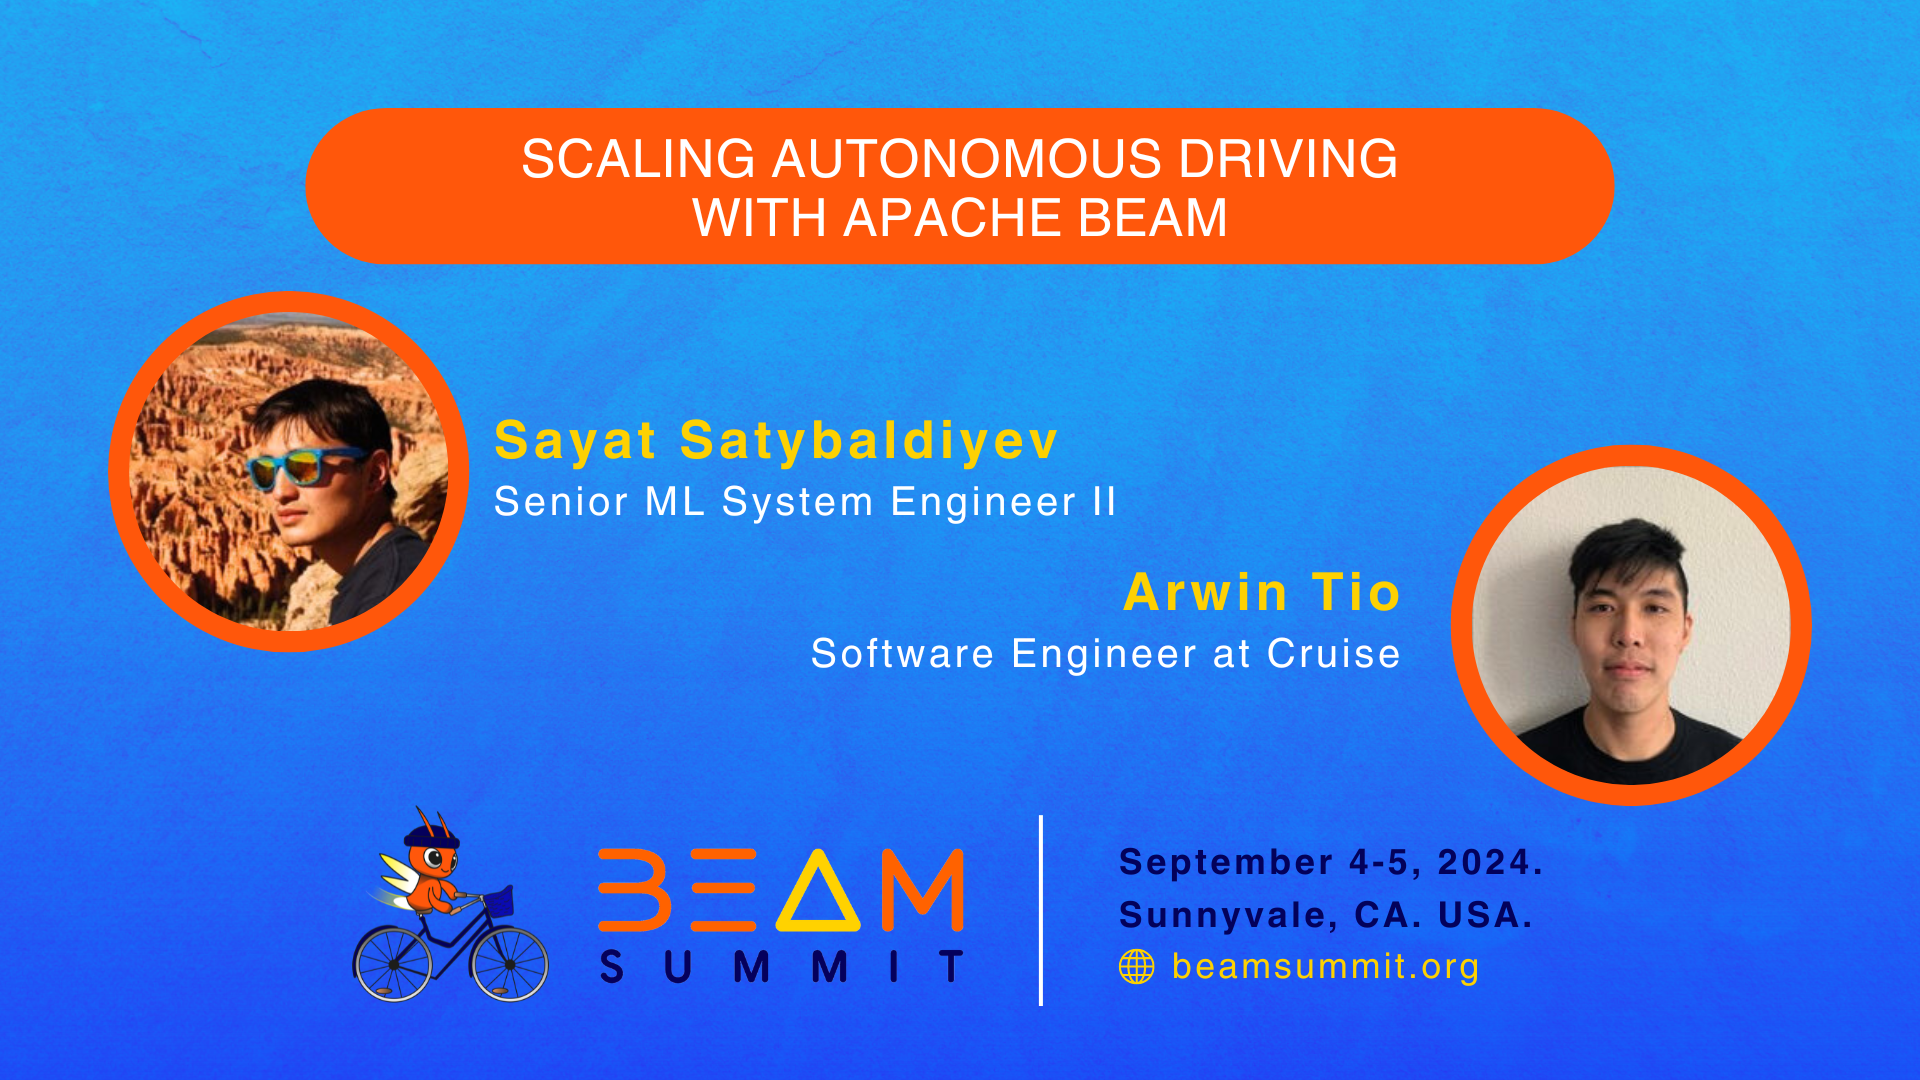 SCALING AUTONOMOUS DRIVING
WITH APACHE BEAM
Sayat Satybaldiyev
Senior ML System Engineer II
Arwin Tio
Software Engineer at Cruise
BEAM
SUMMIT
September 4-5, 2024.
Sunnyvale, CA. USA.
beamsummit.org